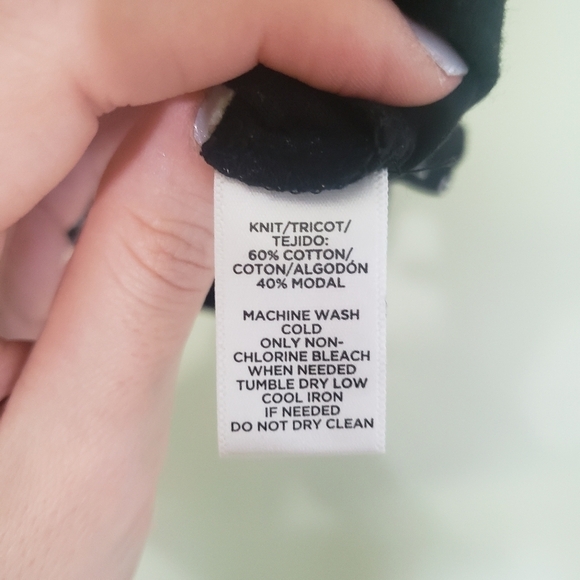 KNIT/TRICOT/
TEJIDO:
60% COTTON/
COTON/ALGODÓN
40% MODAL
MACHINE WASH
COLD
ONLY NON-
CHLORINE BLEACH
WHEN NEEDED
TUMBLE DRY LOW
COOL IRON
IF NEEDED
DO NOT DRY CLEAN